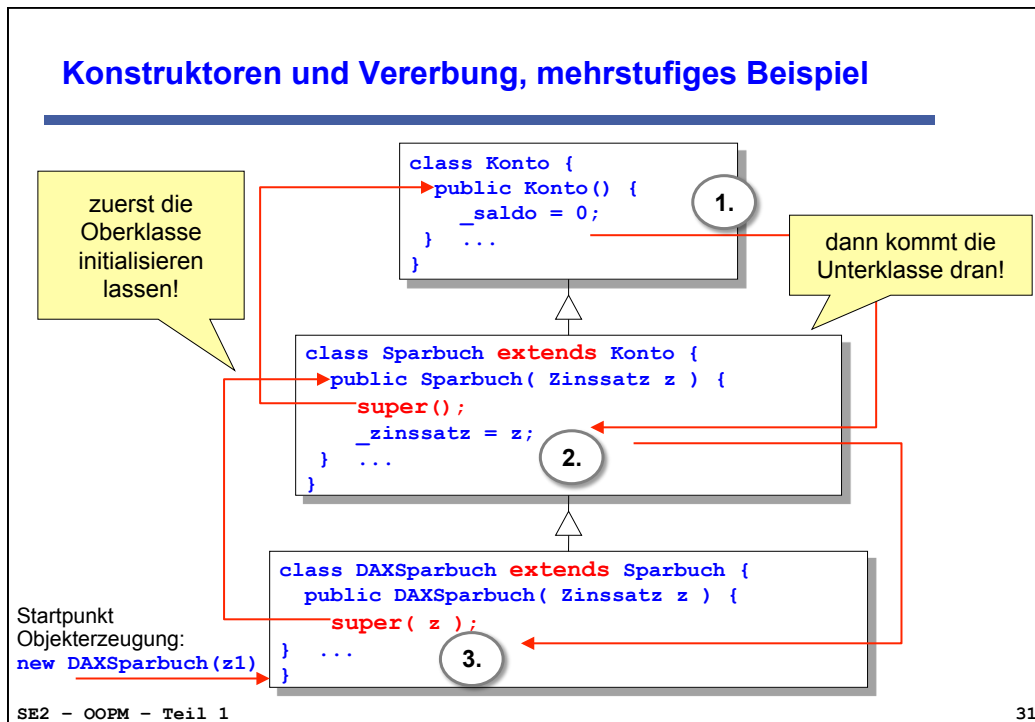 Konstruktoren und Vererbung, mehrstufiges Beispiel
zuerst die
Oberklasse
initialisieren
lassen!
class Konto {
public Konto() {
_saldo = 0;
} ...
}
1.
dann kommt die
Unterklasse dran!
class Sparbuch extends Konto {
public Sparbuch( Zinssatz z ) {
super();
_zinssatz = z;
} ...
}
2.
class DAXSparbuch extends Sparbuch {
public DAXSparbuch( Zinssatz z ) {
super( z );
} ...
}
3.
Startpunkt
Objekterzeugung:
new DAXSparbuch(z1)
SE2 – OOPM – Teil 1
31